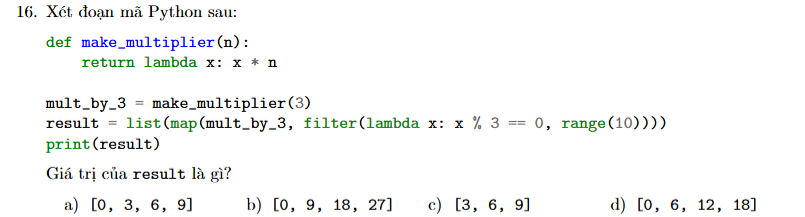 16. Xét đoạn mã Python sau:
def make_multiplier(n):
    return lambda x: x * n
mult_by_3 = make_multiplier(3)
result = list(map(mult_by_3, filter(lambda x: x % 3 == 0, range(10))))
print(result)
Giá trị của result là gì?
a) [0, 3, 6, 9] b) [0, 9, 18, 27] c) [3, 6, 9] d) [0, 6, 12, 18]